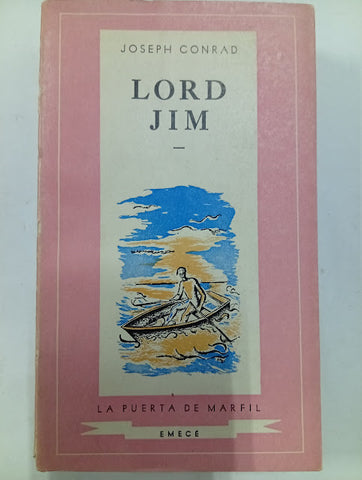 JOSEPH CONRAD
LORD
JIM
—
LA PUERTA DE MARFIL
EMECÉ